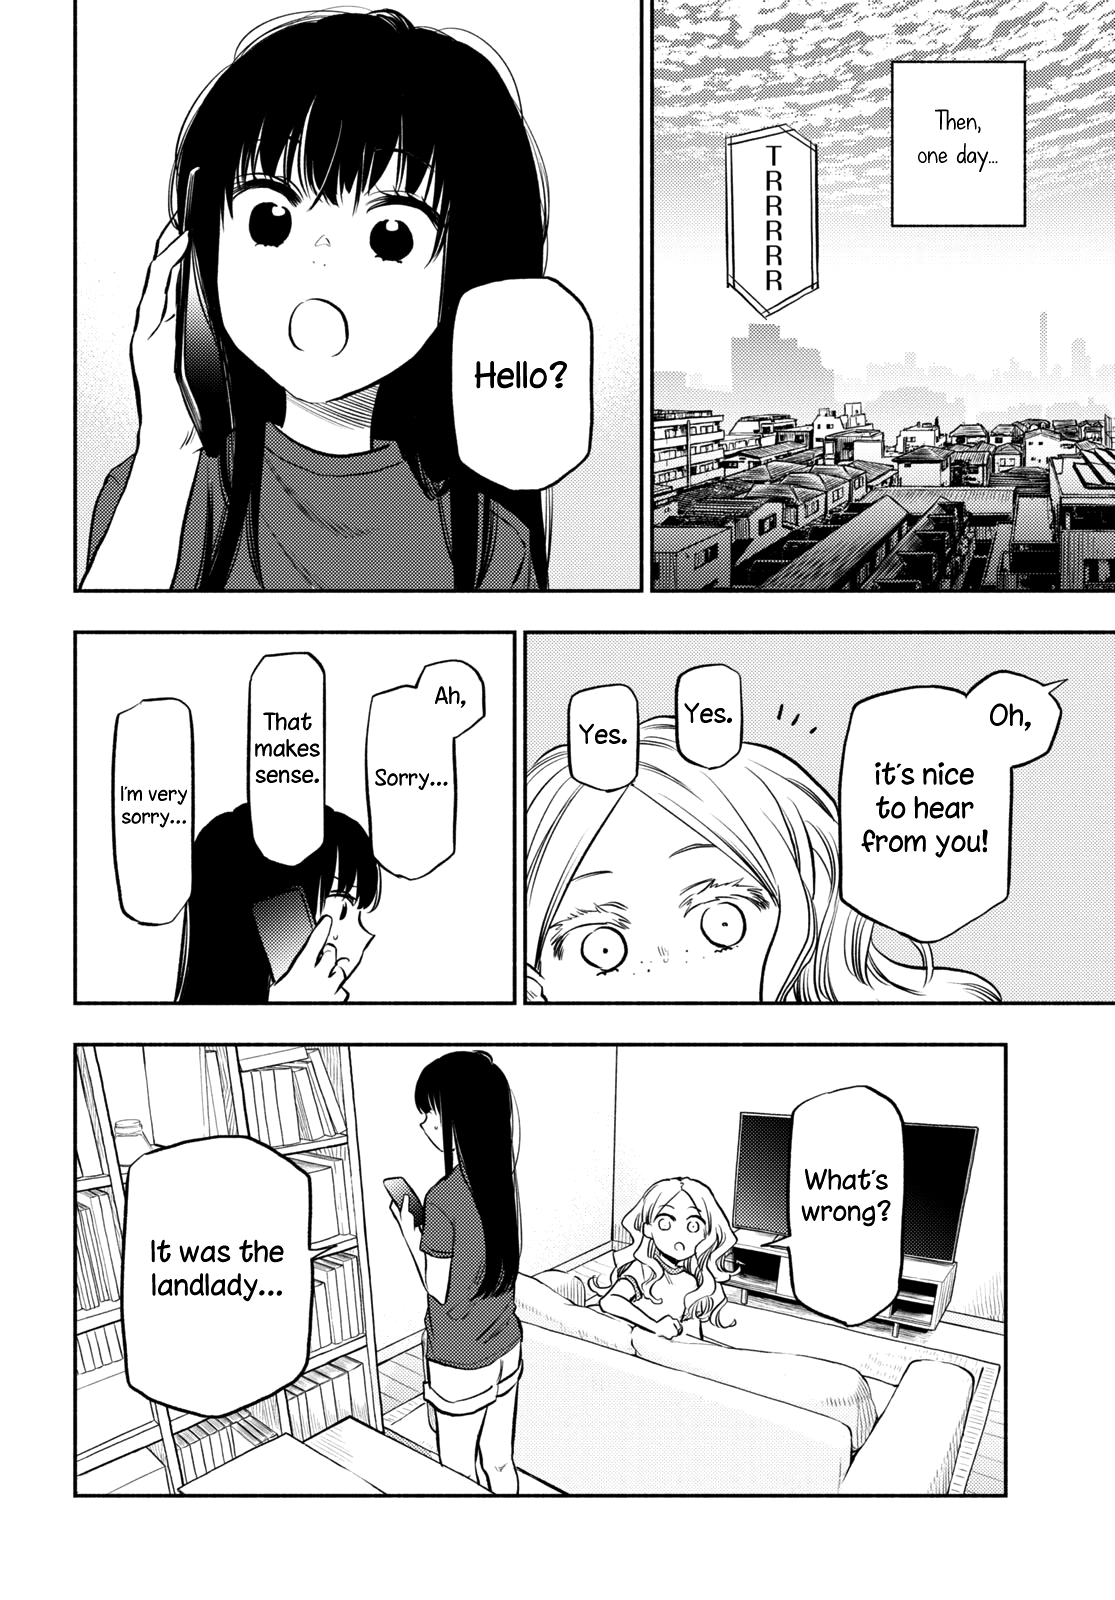 Then,
one day...
TRRRRR
Hello?
Oh,
it's nice
to hear
from you!
Yes.
Yes.
Ah,
Sorry...
That
makes
sense.
I'm very
sorry...
What's
wrong?
It was the
landlady...